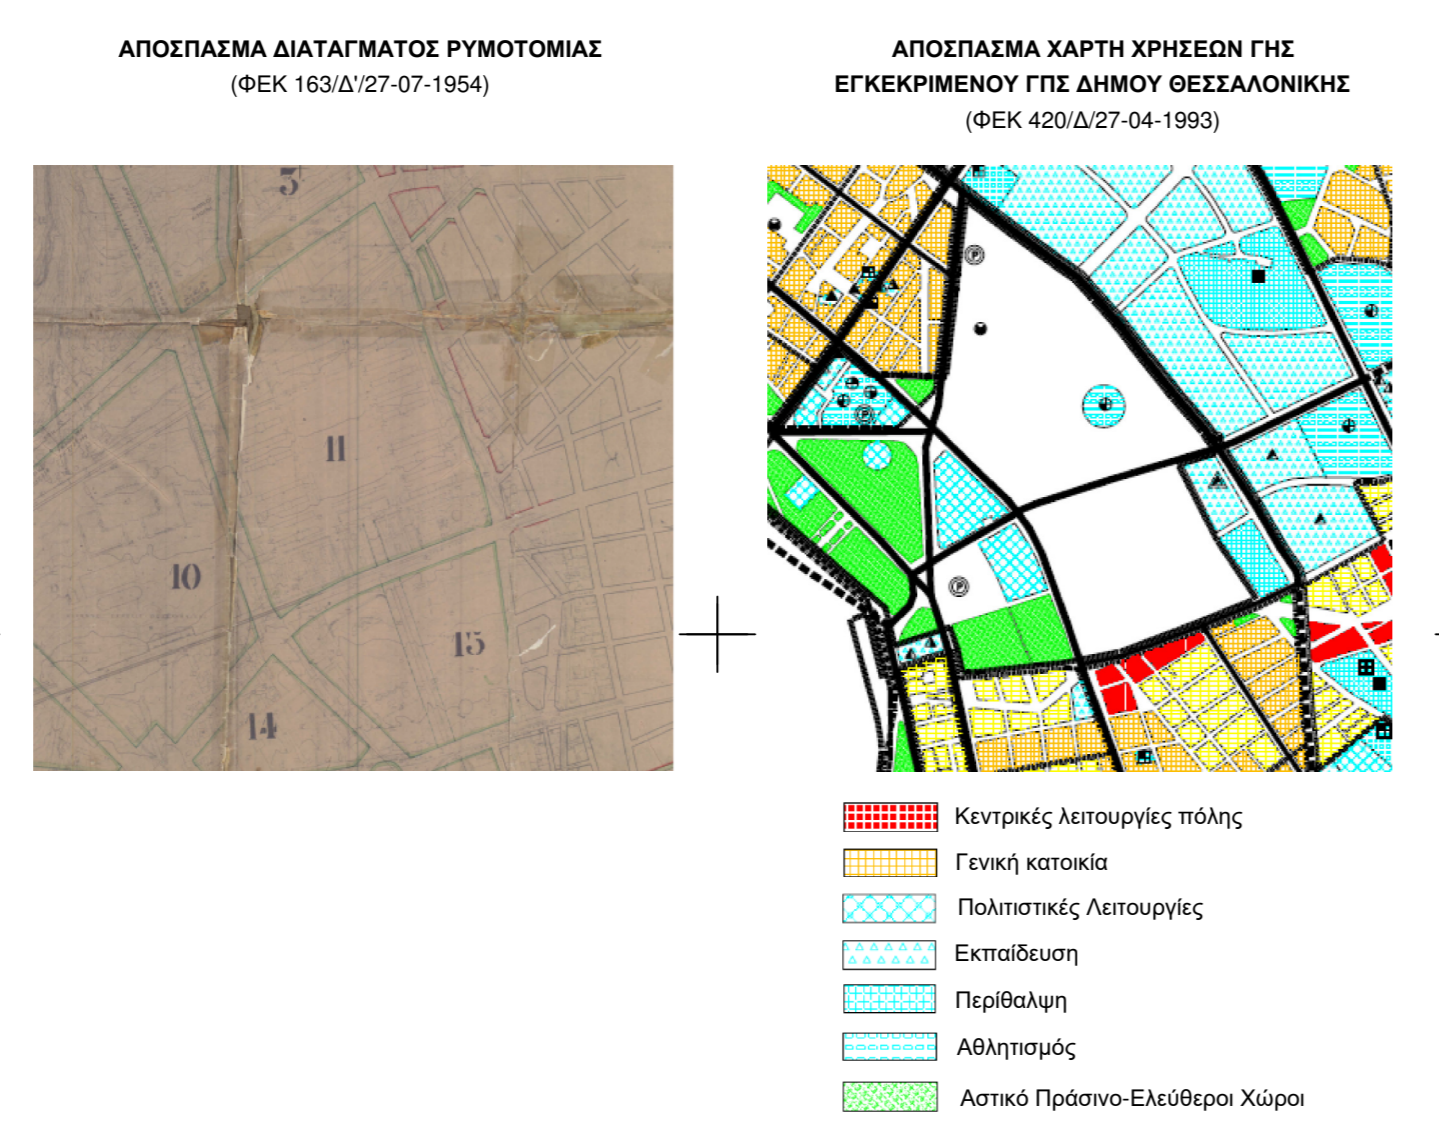 ΑΠΟΣΠΑΣΜΑ ΔΙΑΤΑΓΜΑΤΟΣ ΡΥΜΟΤΟΜΙΑΣ
(ΦΕΚ 163/Δ'/27-07-1954)
3
11
10
15
14
ΑΠΟΣΠΑΣΜΑ ΧΑΡΤΗ ΧΡΗΣΕΩΝ ΓΗΣ
ΕΓΚΕΚΡΙΜΕΝΟΥ ΓΠΣ ΔΗΜΟΥ ΘΕΣΣΑΛΟΝΙΚΗΣ
(ΦΕΚ 420/Δ/27-04-1993)
P
P
P
Κεντρικές λειτουργίες πόλης
Γενική κατοικία
Πολιτιστικές Λειτουργίες
Εκπαίδευση
Περίθαλψη
Αθλητισμός
Αστικό Πράσινο-Ελεύθεροι Χώροι